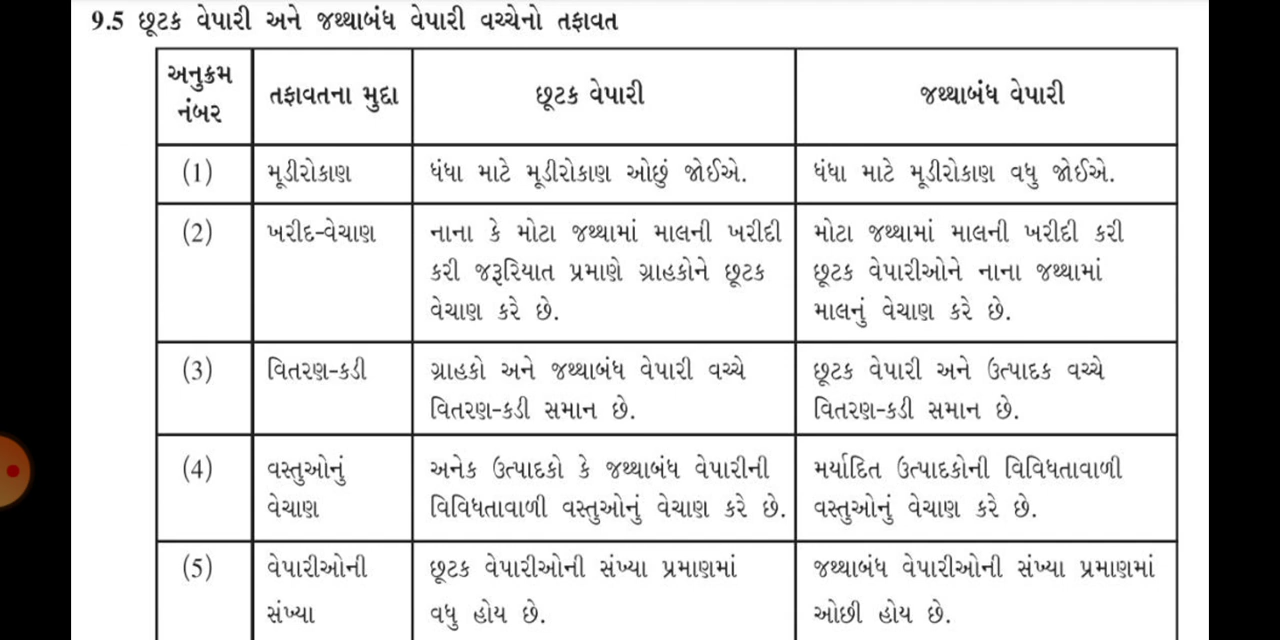 9.5 છૂટક વેપારી અને જથ્થાબંધ વેપારી વચ્ચેનો તફાવત
અનુક્રમ
નંબર
તફાવતના મુદ્દા
છૂટક વેપારી
જથ્થાબંધ વેપારી
(1)
મૂડીરોકાણ
ધંધા માટે મૂડીરોકાણ ઓછું જોઈએ.
ધંધા માટે મૂડીરોકાણ વધુ જોઈએ.
(2)
ખરીદ-વેચાણ
નાના કે મોટા જથ્થામાં માલની ખરીદી
કરી જરૂરિયાત પ્રમાણે ગ્રાહકોને છૂટક
વેચાણ કરે છે.
મોટા જથ્થામાં માલની ખરીદી કરી
છૂટક વેપારીઓને નાના જથ્થામાં
માલનું વેચાણ કરે છે.
(3)
વિતરણ-કડી
ગ્રાહકો અને જથ્થાબંધ વેપારી વચ્ચે
વિતરણ-કડી સમાન છે.
છૂટક વેપારી અને ઉત્પાદક વચ્ચે
વિતરણ-કડી સમાન છે.
(4)
વસ્તુઓનું
વેચાણ
અનેક ઉત્પાદકો કે જથ્થાબંધ વેપારીની
વિવિધતાવાળી વસ્તુઓનું વેચાણ કરે છે.
મર્યાદિત ઉત્પાદકોની વિવિધતાવાળી
વસ્તુઓનું વેચાણ કરે છે.
(5)
વેપારીઓની
સંખ્યા
છૂટક વેપારીઓની સંખ્યા પ્રમાણમાં
વધુ હોય છે.
જથ્થાબંધ વેપારીઓની સંખ્યા પ્રમાણમાં
ઓછી હોય છે.